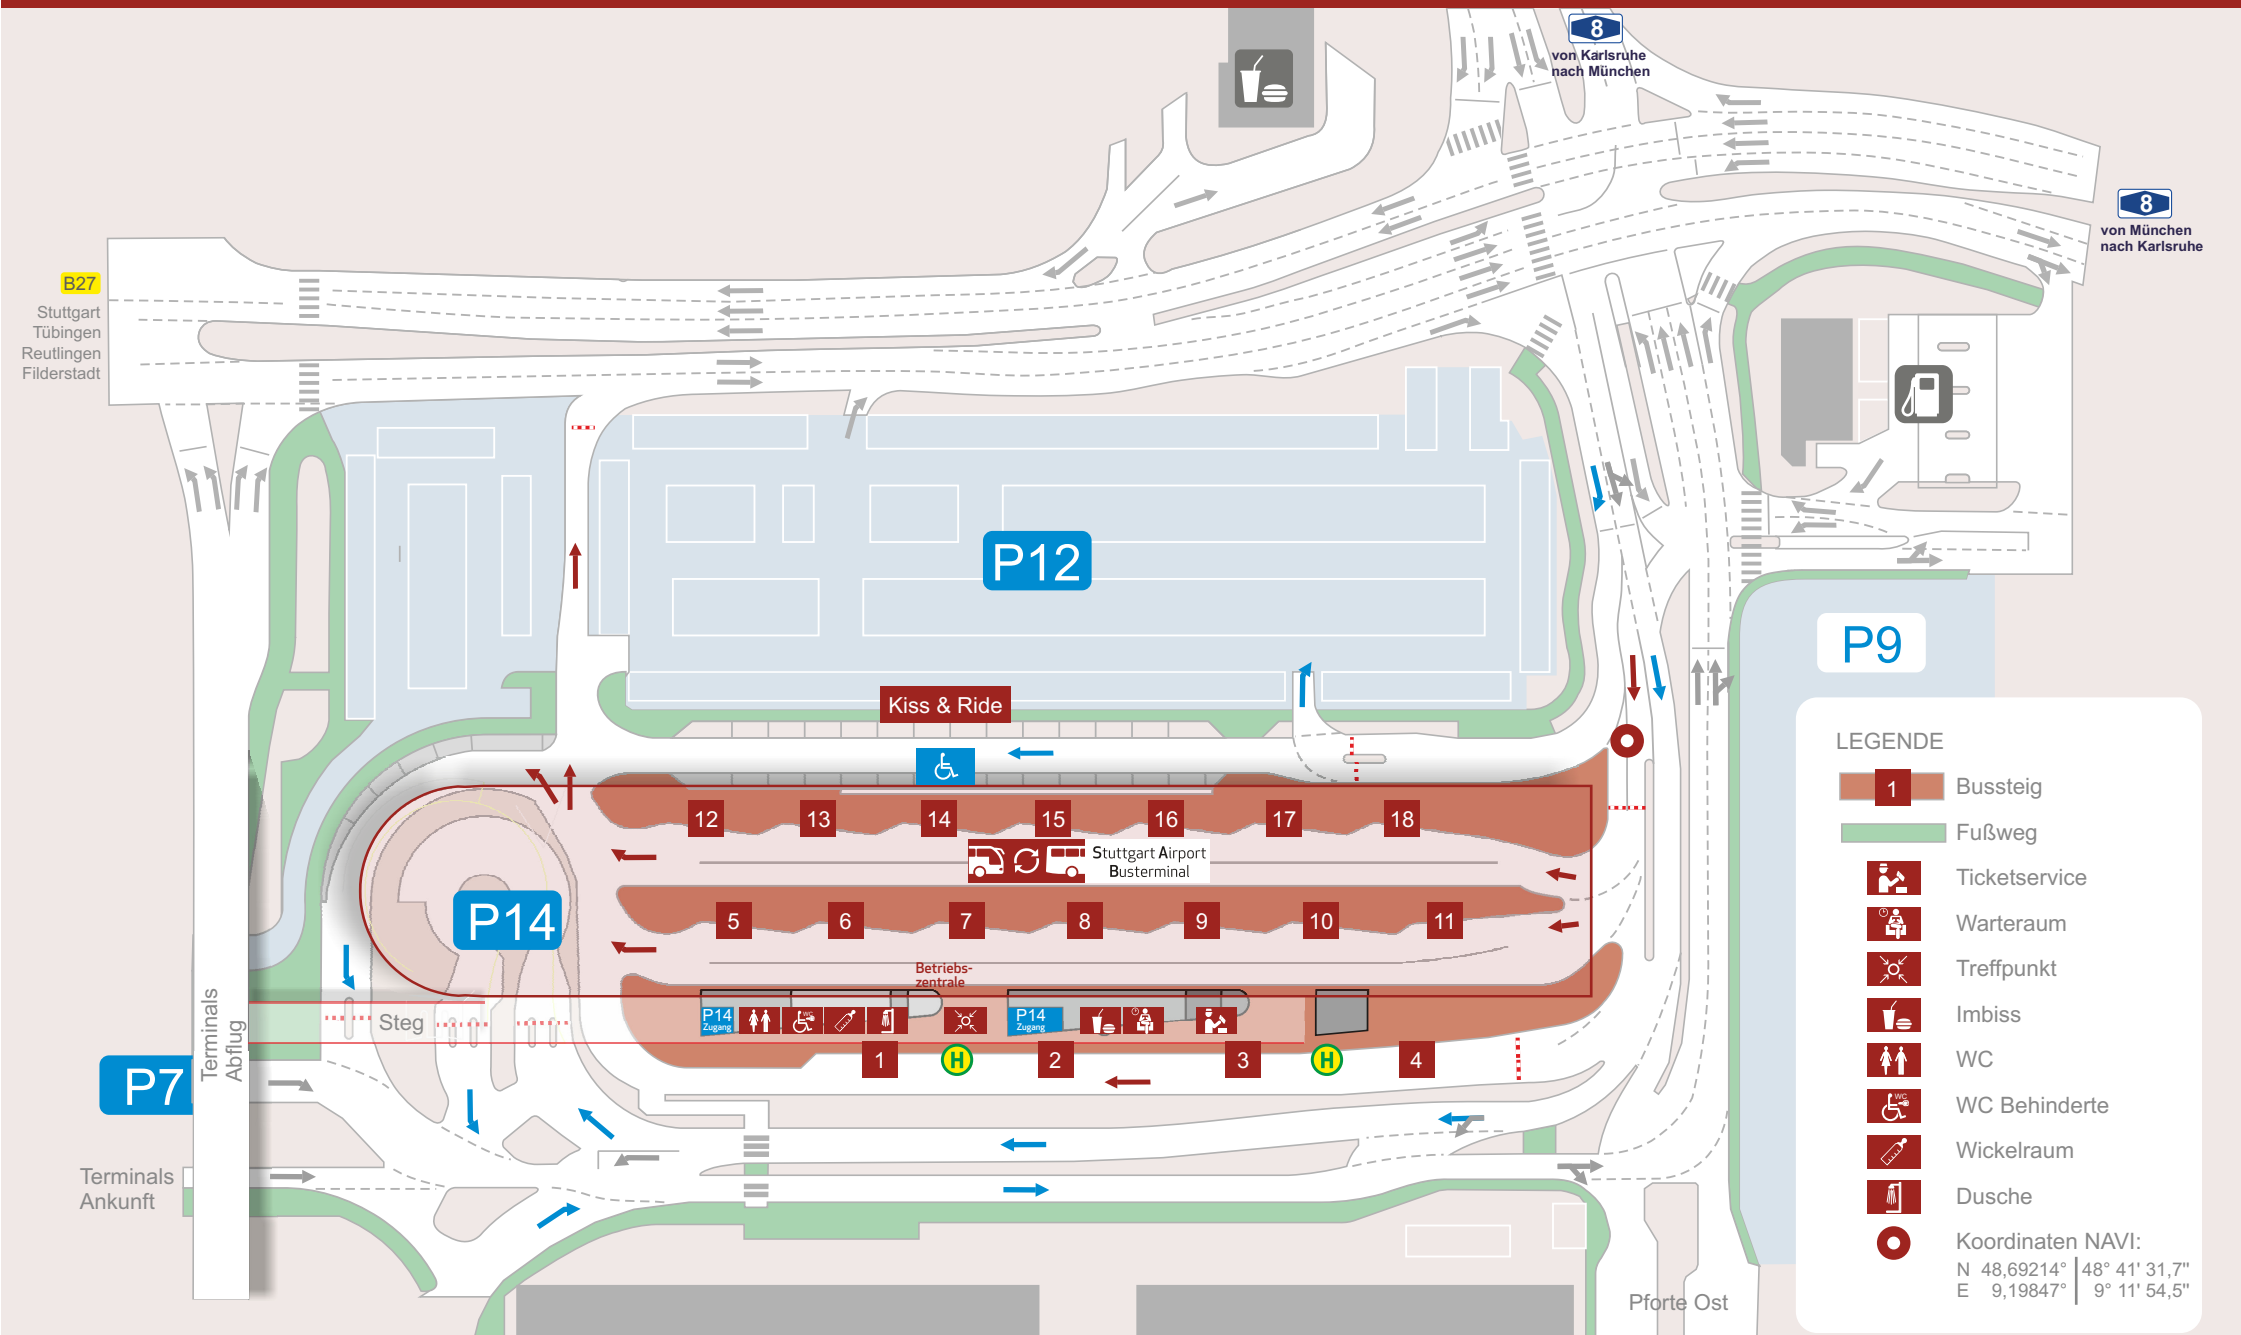 8
von Karlsruhe
nach München
8
von München
nach Karlsruhe
B27
Stuttgart
Tübingen
Reutlingen
Filderstadt
P12
P9
Kiss & Ride
12
13
14
15
16
17
18
Stuttgart Airport
Busterminal
P14
5
6
7
8
9
10
11
Betriebs-
zentrale
P14
Zugang
WC
P14
Zugang
Steg
Terminals
Abflug
1
H
2
3
H
4
P7
Terminals
Ankunft
Pforte Ost
LEGENDE
1 Bussteig
Fußweg
Ticketservice
Warteraum
Treffpunkt
Imbiss
WC
WC WC Behinderte
Wickelraum
Dusche
Koordinaten NAVI:
N 48,69214° 48° 41' 31,7"
E 9,19847° 9° 11' 54,5"